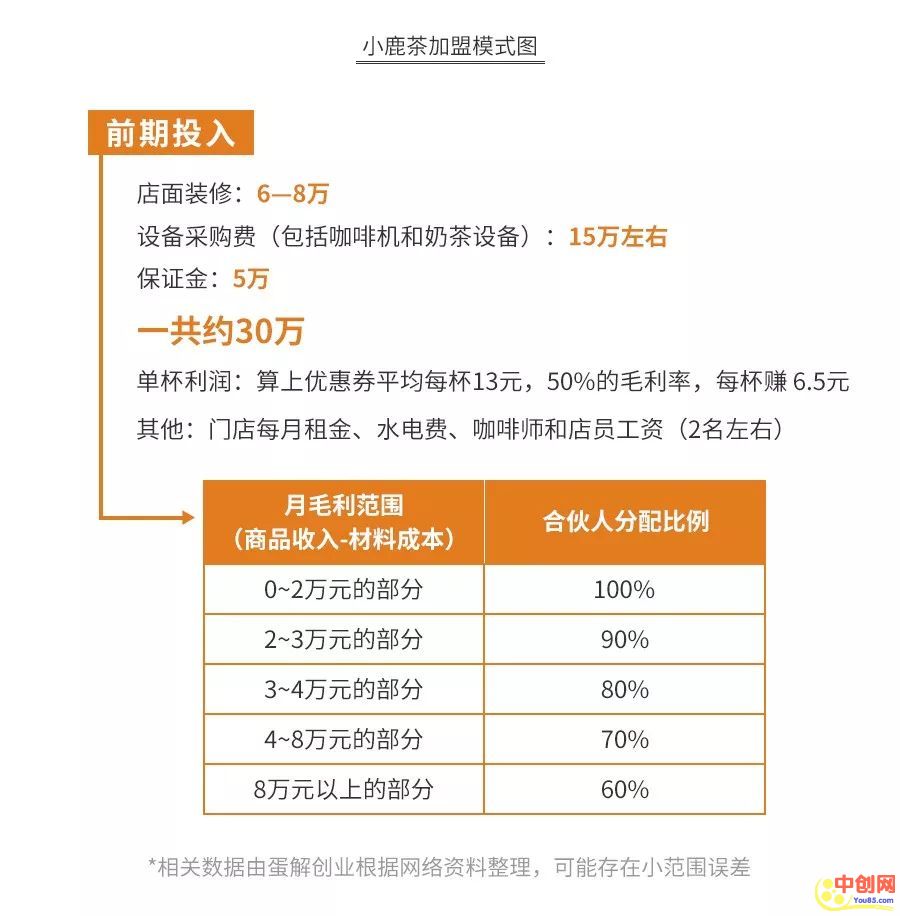 小鹿茶加盟模式图
前期投入
店面装修：6—8万
设备采购费（包括咖啡机和奶茶设备）：15万左右
保证金：5万
一共约30万
单杯利润：算上优惠券平均每杯13元，50%的毛利率，每杯赚 6.5元
其他：门店每月租金、水电费、咖啡师和店员工资（2名左右）
月毛利范围
（商品收入-材料成本）
合伙人分配比例
0~2万元的部分
100%
2~3万元的部分
90%
3~4万元的部分
80%
4~8万元的部分
70%
8万元以上的部分
60%
*相关数据由蛋解创业根据网络资料整理，可能存在小范围误差
中创网
You85.com